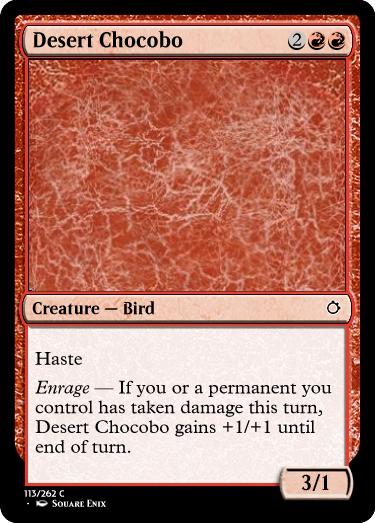 Desert Chocobo 2
Creature — Bird
Haste
Enrage — If you or a permanent you
control has taken damage this turn,
Desert Chocobo gains +1/+1 until
end of turn.
3/1
113/262 C
· Square Enix